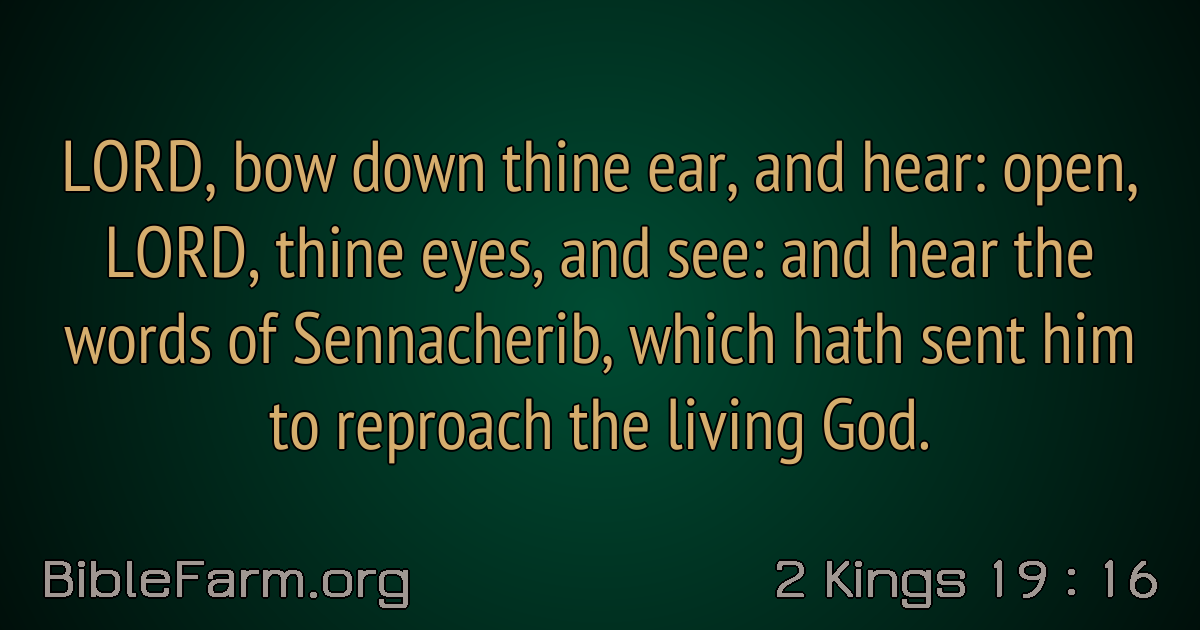 LORD, bow down thine ear, and hear: open,
LORD, thine eyes, and see: and hear the
words of Sennacherib, which hath sent him
to reproach the living God.
BibleFarm.org
2 Kings 19 : 16